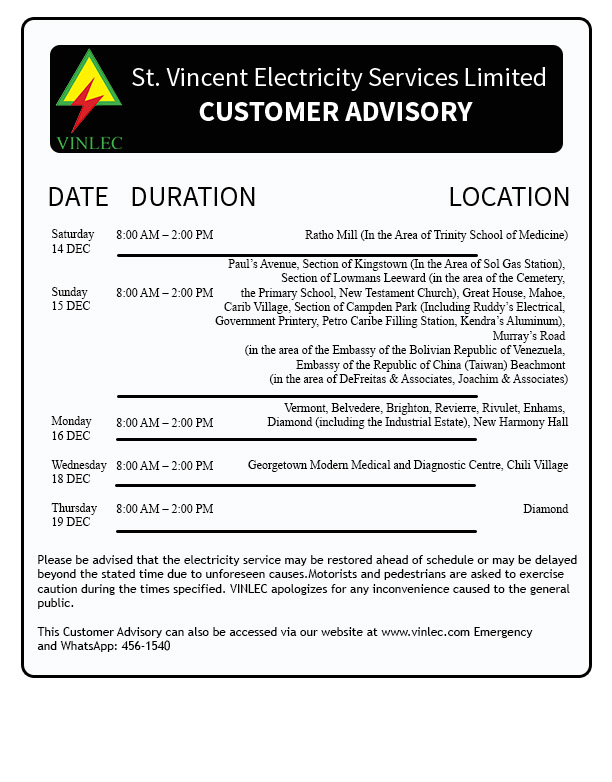 St. Vincent Electricity Services Limited
CUSTOMER ADVISORY
VINLEC
DATE DURATION LOCATION
Saturday
14 DEC
8:00 AM – 2:00 PM
Ratho Mill (In the Area of Trinity School of Medicine)
Sunday
15 DEC
8:00 AM – 2:00 PM
Paul's Avenue, Section of Kingstown (In the Area of Sol Gas Station),
Section of Lowmans Leeward (in the area of the Cemetery,
the Primary School, New Testament Church), Great House, Mahoe,
Carib Village, Section of Campden Park (Including Ruddy's Electrical,
Government Printery, Petro Caribe Filling Station, Kendra's Aluminum),
Murray's Road
(in the area of the Embassy of the Bolivian Republic of Venezuela,
Embassy of the Republic of China (Taiwan) Beachmont
(in the area of DeFreitas & Associates, Joachim & Associates)
Monday
16 DEC
8:00 AM – 2:00 PM
Vermont, Belvedere, Brighton, Revierre, Rivulet, Enhams,
Diamond (including the Industrial Estate), New Harmony Hall
Wednesday
18 DEC
8:00 AM – 2:00 PM
Georgetown Modern Medical and Diagnostic Centre, Chili Village
Thursday
19 DEC
8:00 AM – 2:00 PM
Diamond
Please be advised that the electricity service may be restored ahead of schedule or may be delayed
beyond the stated time due to unforeseen causes.Motorists and pedestrians are asked to exercise
caution during the times specified. VINLEC apologizes for any inconvenience caused to the general
public.
This Customer Advisory can also be accessed via our website at www.vinlec.com Emergency
and WhatsApp: 456-1540